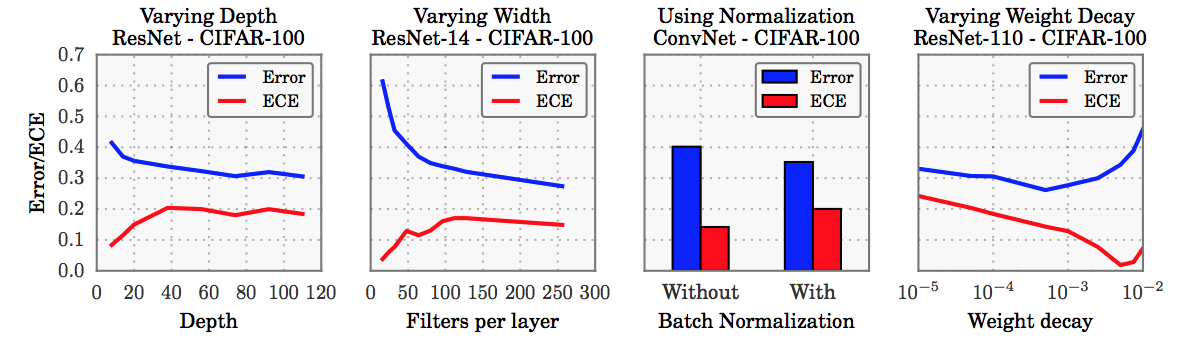 Varying Depth
ResNet - CIFAR-100
Varying Width
ResNet-14 - CIFAR-100
Using Normalization
ConvNet - CIFAR-100
Varying Weight Decay
ResNet-110 - CIFAR-100
Error/ECE
0.7
0.6
0.5
0.4
0.3
0.2
0.1
0.0
Error
ECE
0 20 40 60 80 100 120
Depth
Error
ECE
0 50 100 150 200 250 300
Filters per layer
Error
ECE
Without With
Batch Normalization
Error
ECE
10⁻⁵ 10⁻⁴ 10⁻³ 10⁻²
Weight decay